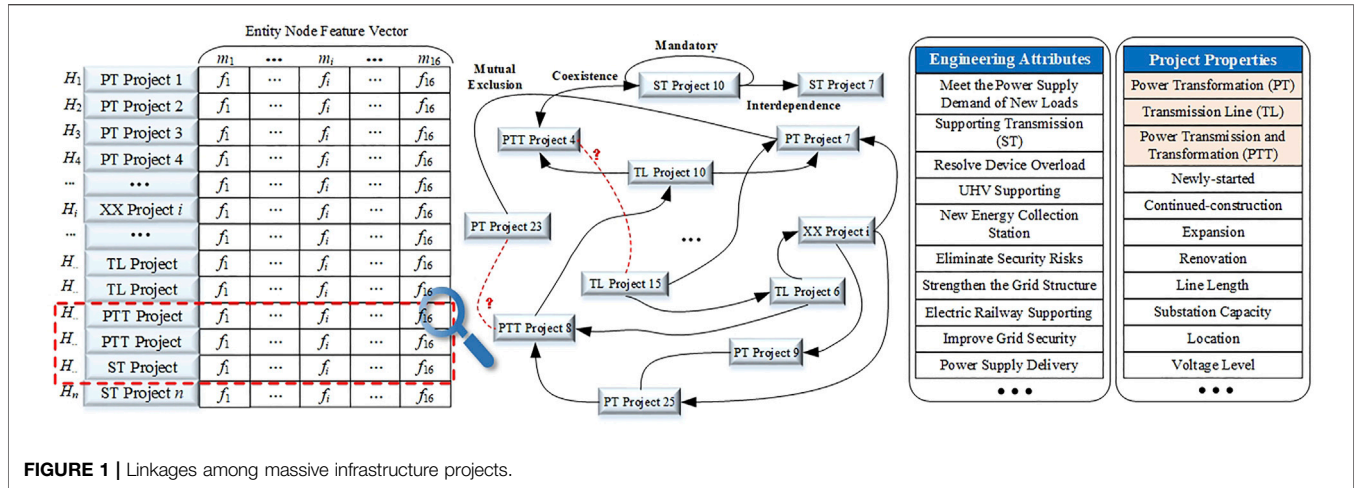 Entity Node Feature Vector
m1 ••• mi ••• m16
H1 PT Project 1 f1 ··· fi ··· f16
H2 PT Project 2 f1 ··· fi ··· f16
H3 PT Project 3 f1 ··· fi ··· f16
H4 PT Project 4 f1 ··· fi ··· f16
... ••• f1 ··· fi ··· f16
Hi XX Project i f1 ··· fi ··· f16
... ••• f1 ··· fi ··· f16
H... TL Project f1 ··· fi ··· f16
H... TL Project f1 ··· fi ··· f16
H... PTT Project f1 ··· fi ··· f16
H... PTT Project f1 ··· fi ··· f16
H... ST Project f1 ··· fi ··· f16
Hn ST Project n f1 ··· fi ··· f16
Mandatory
Mutual
Exclusion
Coexistence
ST Project 10
ST Project 7
Interdependence
PTT Project 4
?
PT Project 7
TL Project 10
PT Project 23
•••
XX Project i
TL Project 15
TL Project 6
?
PTT Project 8
PT Project 9
PT Project 25
Engineering Attributes
Meet the Power Supply
Demand of New Loads
Supporting Transmission
(ST)
Resolve Device Overload
UHV Supporting
New Energy Collection
Station
Eliminate Security Risks
Strengthen the Grid Structure
Electric Railway Supporting
Improve Grid Security
Power Supply Delivery
•••
Project Properties
Power Transformation (PT)
Transmission Line (TL)
Power Transmission and
Transformation (PTT)
Newly-started
Continued-construction
Expansion
Renovation
Line Length
Substation Capacity
Location
Voltage Level
•••
FIGURE 1 | Linkages among massive infrastructure projects.